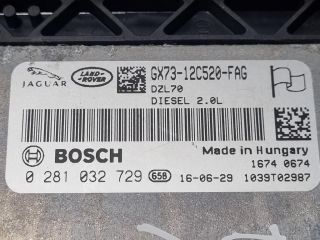 JAGUAR
LAND-ROVER
GX73-12C520-FAG
DZL70
DIESEL 2.0L
BOSCH
Made in Hungary
1674 0674
0 281 032 729 658 16-06-29 1039T02987